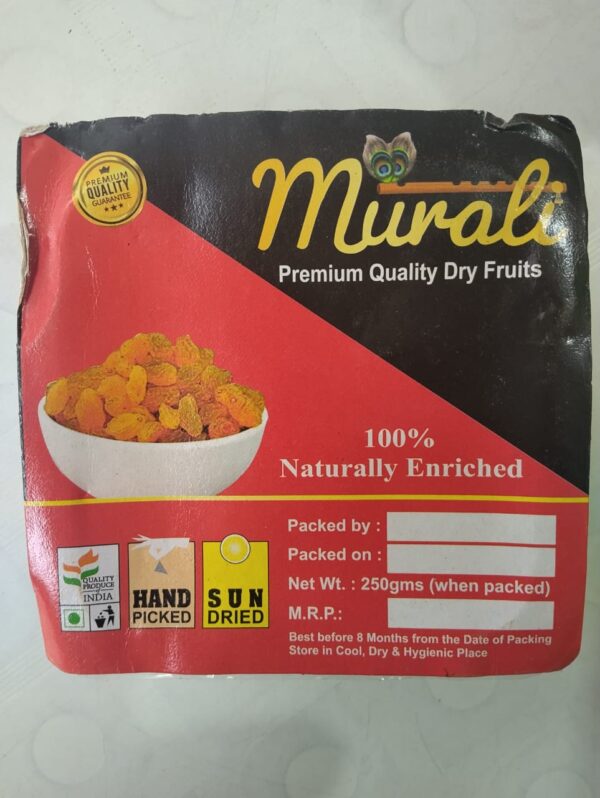 PREMIUM
QUALITY
GUARANTEE
Murali
Premium Quality Dry Fruits
100%
Naturally Enriched
Packed by :
Packed on :
Net Wt. : 250gms (when packed)
M.R.P.:
Best before 8 Months from the Date of Packing
Store in Cool, Dry & Hygienic Place
QUALITY
PRODUCE
of
INDIA
HAND
PICKED
SUN
DRIED